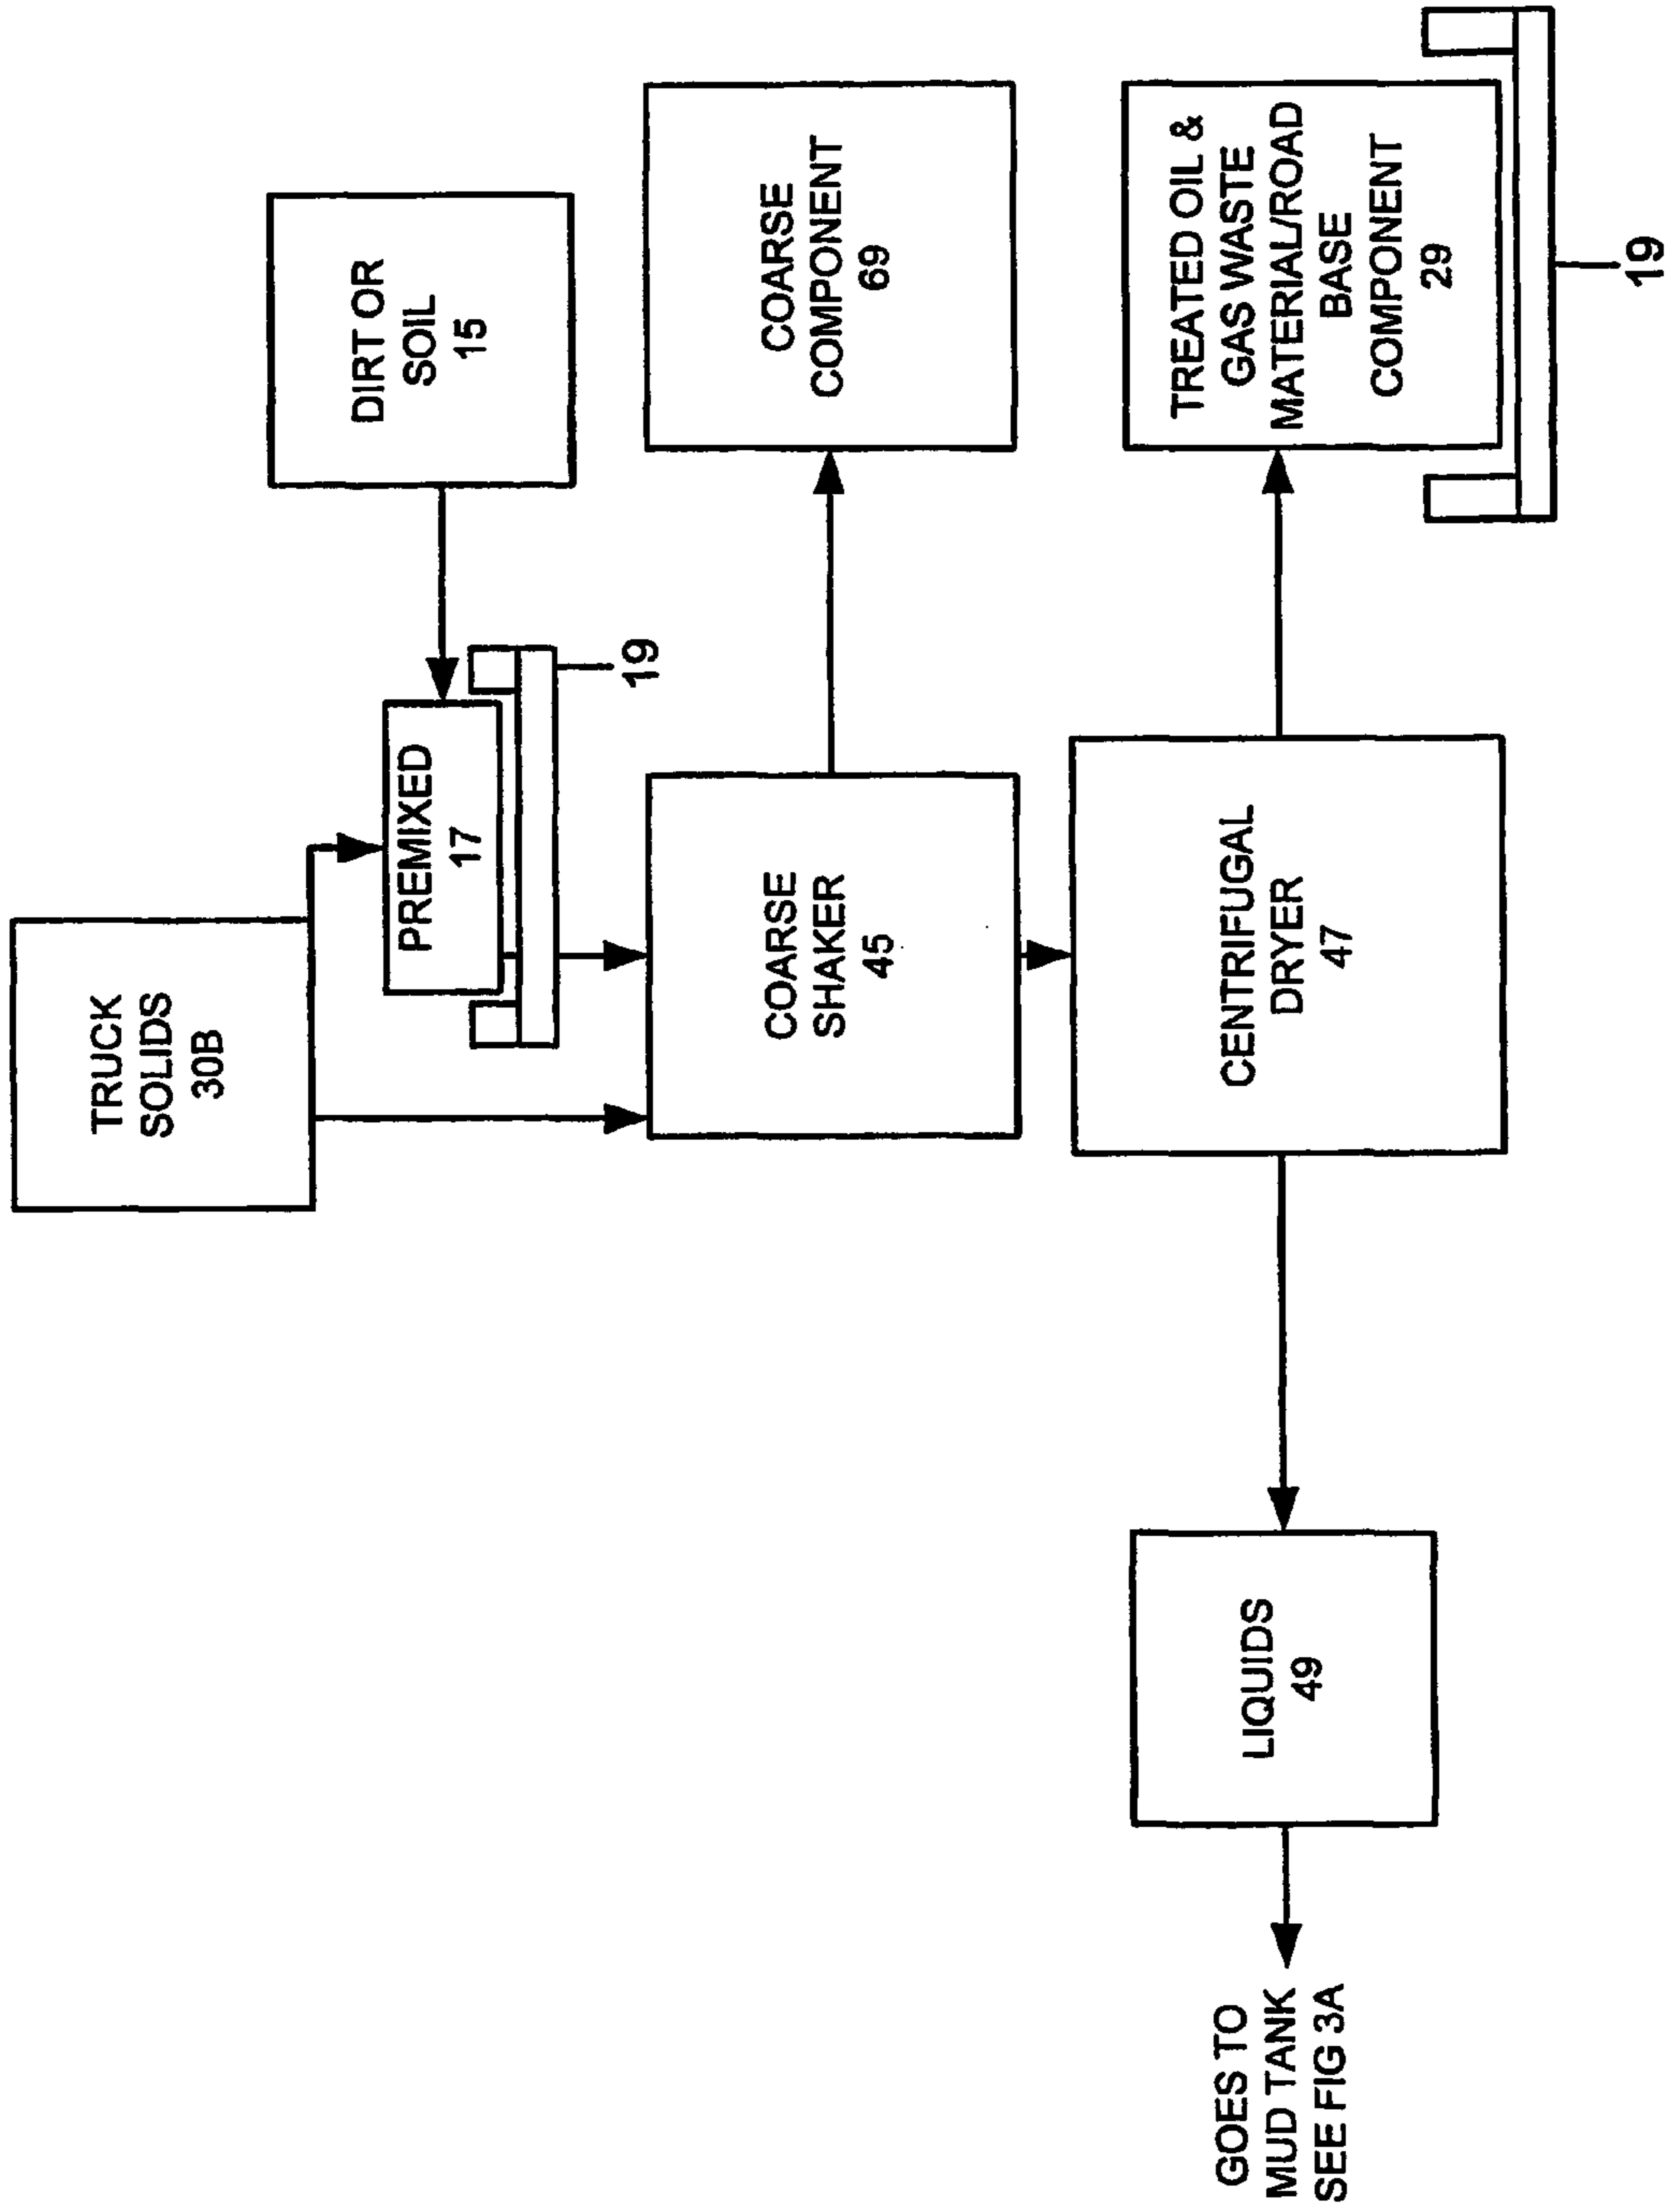 TRUCK
SOLIDS
30B
DIRT OR
SOIL
15
PREMIXED
17
19
COARSE
SHAKER
45
COARSE
COMPONENT
69
CENTRIFUGAL
DRYER
47
TREATED OIL &
GAS WASTE
MATERIAL/ROAD
BASE
COMPONENT
29
19
LIQUIDS
49
GOES TO
MUD TANK
SEE FIG 3A